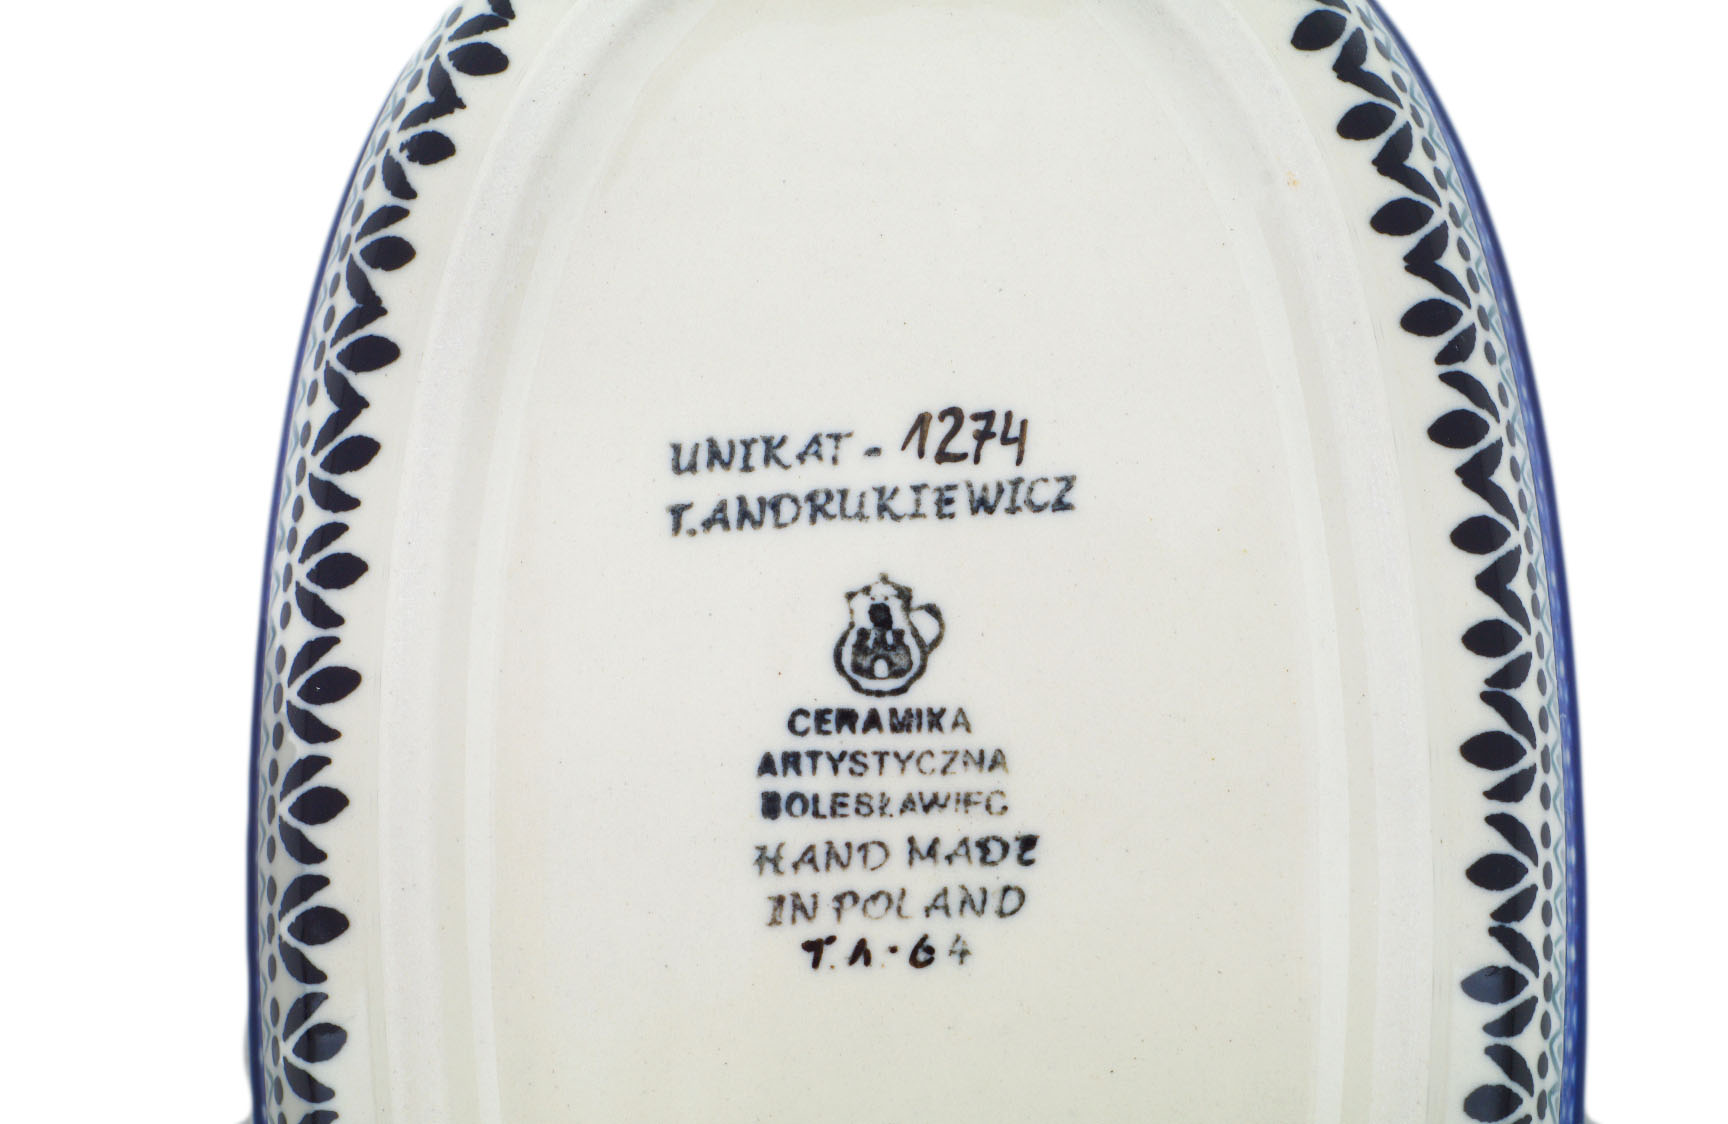 UNIKAT - 1274
T. ANDRUKIEWICZ
CERAMIKA
ARTYSTYCZNA
BOLESŁAWIEC
HAND MADE
IN POLAND
T.A-64